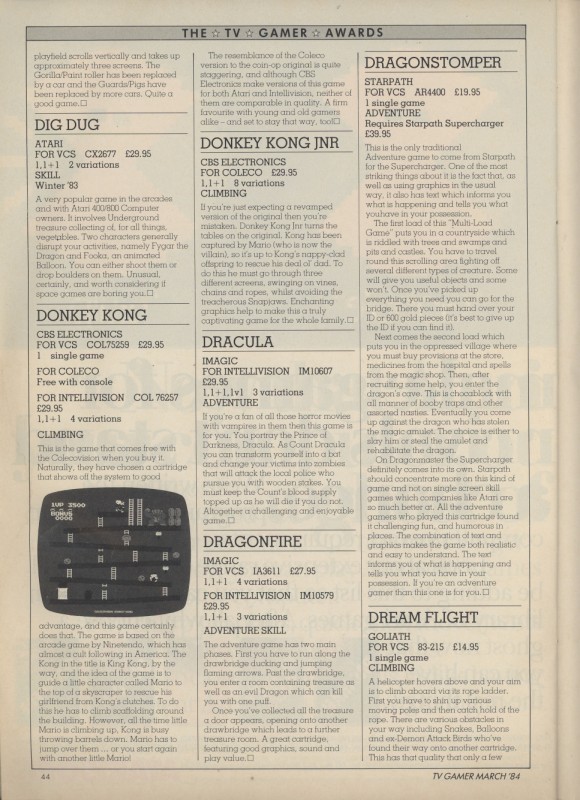 THE ☆ TV ☆ GAMER ☆ AWARDS
playfield scrolls vertically and takes up
approximately three screens. The
Gorilla/Paint roller has been replaced
by a car and the Guards/Pigs have
been replaced by more cars. Quite a
good game.□
DIG DUG
ATARI
FOR VCS CX2677 £29.95
1,1+1 2 variations
SKILL
Winter '83
A very popular game in the arcades
and with Atari 400/800 Computer
owners. It involves Underground
treasure collecting of, for all things,
vegetables. Two characters generally
disrupt your activities, namely Fygar the
Dragon and Fooka, an animated
Balloon. You can either shoot them or
drop boulders on them. Unusual,
certainly, and worth considering if
space games are boring you.□
DONKEY KONG
CBS ELECTRONICS
FOR VCS COL75259 £29.95
1 single game
FOR COLECO
Free with console
FOR INTELLIVISION COL 76257
£29.95
1,1+1 4 variations
CLIMBING
This is the game that comes free with
the Colecovision when you buy it.
Naturally, they have chosen a cartridge
that shows off the system to good
1UP 3500
BONUS
0000
advantage, and this game certainly
does that. The game is based on the
arcade game by Ninetendo, which has
almost a cult following in America. The
Kong in the title is King Kong, by the
way, and the idea of the game is to
guide a little character called Mario to
the top of a skyscraper to rescue his
girlfriend from Kong's clutches. To do
this he has to climb scaffolding around
the building. However, all the time little
Mario is climbing up, Kong is busy
throwing barrels down. Mario has to
jump over them ... or you start again
with another little Mario!
The resemblance of the Coleco
version to the coin-op original is quite
staggering, and although CBS
Electronics make versions of this game
for both Atari and Intellivision, neither of
them are comparable in quality. A firm
favourite with young and old gamers
alike – and set to stay that way, too!□
DONKEY KONG JNR
CBS ELECTRONICS
FOR COLECO £29.95
1,1+1 8 variations
CLIMBING
If you're just expecting a revamped
version of the original then you're
mistaken. Donkey Kong Jnr turns the
tables on the original. Kong has been
captured by Mario (who is now the
villain), so it's up to Kong's nappy-clad
offspring to rescue his deal ol' dad. To
do this he must go through three
different screens, swinging on vines,
chains and ropes, whilst avoiding the
treacherous Snapjaws. Enchanting
graphics help to make this a truly
captivating game for the whole family.□
DRACULA
IMAGIC
FOR INTELLIVISION IM10607
£29.95
1,1+1,1v1 3 variations
ADVENTURE
If you're a fan of all those horror movies
with vampires in them then this game is
for you. You portray the Prince of
Darkness, Dracula. As Count Dracula
you can transform yourself into a bat
and change your victims into zombies
that will attack the local police who
pursue you with wooden stakes. You
must keep the Count's blood supply
topped up as he will die if you do not.
Altogether a challenging and enjoyable
game.□
DRAGONFIRE
IMAGIC
FOR VCS IA3611 £27.95
1,1+1 4 variations
FOR INTELLIVISION IM10579
£29.95
1,1+1 3 variations
ADVENTURE SKILL
The adventure game has two main
phases. First you have to run along the
drawbridge ducking and jumping
flaming arrows. Past the drawbridge,
you enter a room containing treasure as
well as an evil Dragon which can kill
you with one puff.
Once you've collected all the treasure
a door appears, opening onto another
drawbridge which leads to a further
treasure room. A great cartridge,
featuring good graphics, sound and
play value.□
DRAGONSTOMPER
STARPATH
FOR VCS AR4400 £19.95
1 single game
ADVENTURE
Requires Starpath Supercharger
£39.95
This is the only traditional
Adventure game to come from Starpath
for the Supercharger. One of the most
striking things about it is the fact that, as
well as using graphics in the usual
way, it also has text which informs you
what is happening and tells you what
youhave in your possession.
The first load of this "Multi-Load
Game" puts you in a countryside which
is riddled with trees and swamps and
pits and castles. You have to travel
round this scrolling area fighting off
several different types of creature. Some
will give you useful objects and some
won't. Once you've picked up
everything you need you can go for the
bridge. There you must hand over your
ID or 600 gold pieces (it's best to give up
the ID if you can find it).
Next comes the second load which
puts you in the oppressed village where
you must buy provisions at the store,
medicines from the hospital and spells
from the magic shop. Then, after
recruiting some help, you enter the
dragon's cave. This is chocablock with
all manner of booby traps and other
assorted nasties. Eventually you come
up against the dragon who has stolen
the magic amulet. The choice is either to
slay him or steal the amulet and
rehabilitate the dragon.
On Dragonmaster the Supercharger
definitely comes into its own. Starpath
should concentrate more on this kind of
game and not on single screen skill
games which companies like Atari are
so much better at. All the adventure
gamers who played this cartridge found
it challenging fun, and humorous in
places. The combination of text and
graphics makes the game both realistic
and easy to understand. The text
informs you of what is happening and
tells you what you have in your
possession. If you're an adventure
gamer than this one is for you.□
DREAM FLIGHT
GOLIATH
FOR VCS 83-215 £14.95
1 single game
CLIMBING
A helicopter hovers above and your aim
is to climb aboard via its rope ladder.
First you have to shin up various
moving poles and then catch hold of the
rope. There are various obstacles in
your way including Snakes, Balloons
and ex-Demon Attack Birds who've
found their way onto another cartridge.
This has that quality that only a few
44
TV GAMER MARCH '84